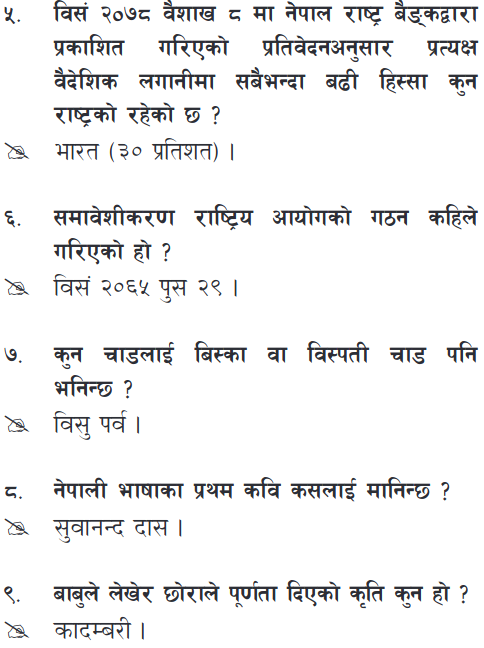 ५. विसं २०७८ वैशाख ८ मा नेपाल राष्ट्र बैङ्कद्वारा
प्रकाशित गरिएको प्रतिवेदनअनुसार प्रत्यक्ष
वैदेशिक लगानीमा सबैभन्दा बढी हिस्सा कुन
राष्ट्रको रहेको छ ?
भारत (३० प्रतिशत) ।
६. समावेशीकरण राष्ट्रिय आयोगको गठन कहिले
गरिएको हो ?
विसं २०६५ पुस २९ ।
७. कुन चाडलाई बिस्का वा विस्पती चाड पनि
भनिन्छ ?
विसु पर्व ।
८. नेपाली भाषाका प्रथम कवि कसलाई मानिन्छ ?
सुवानन्द दास ।
९. बाबुले लेखेर छोराले पूर्णता दिएको कृति कुन हो ?
कादम्बरी ।